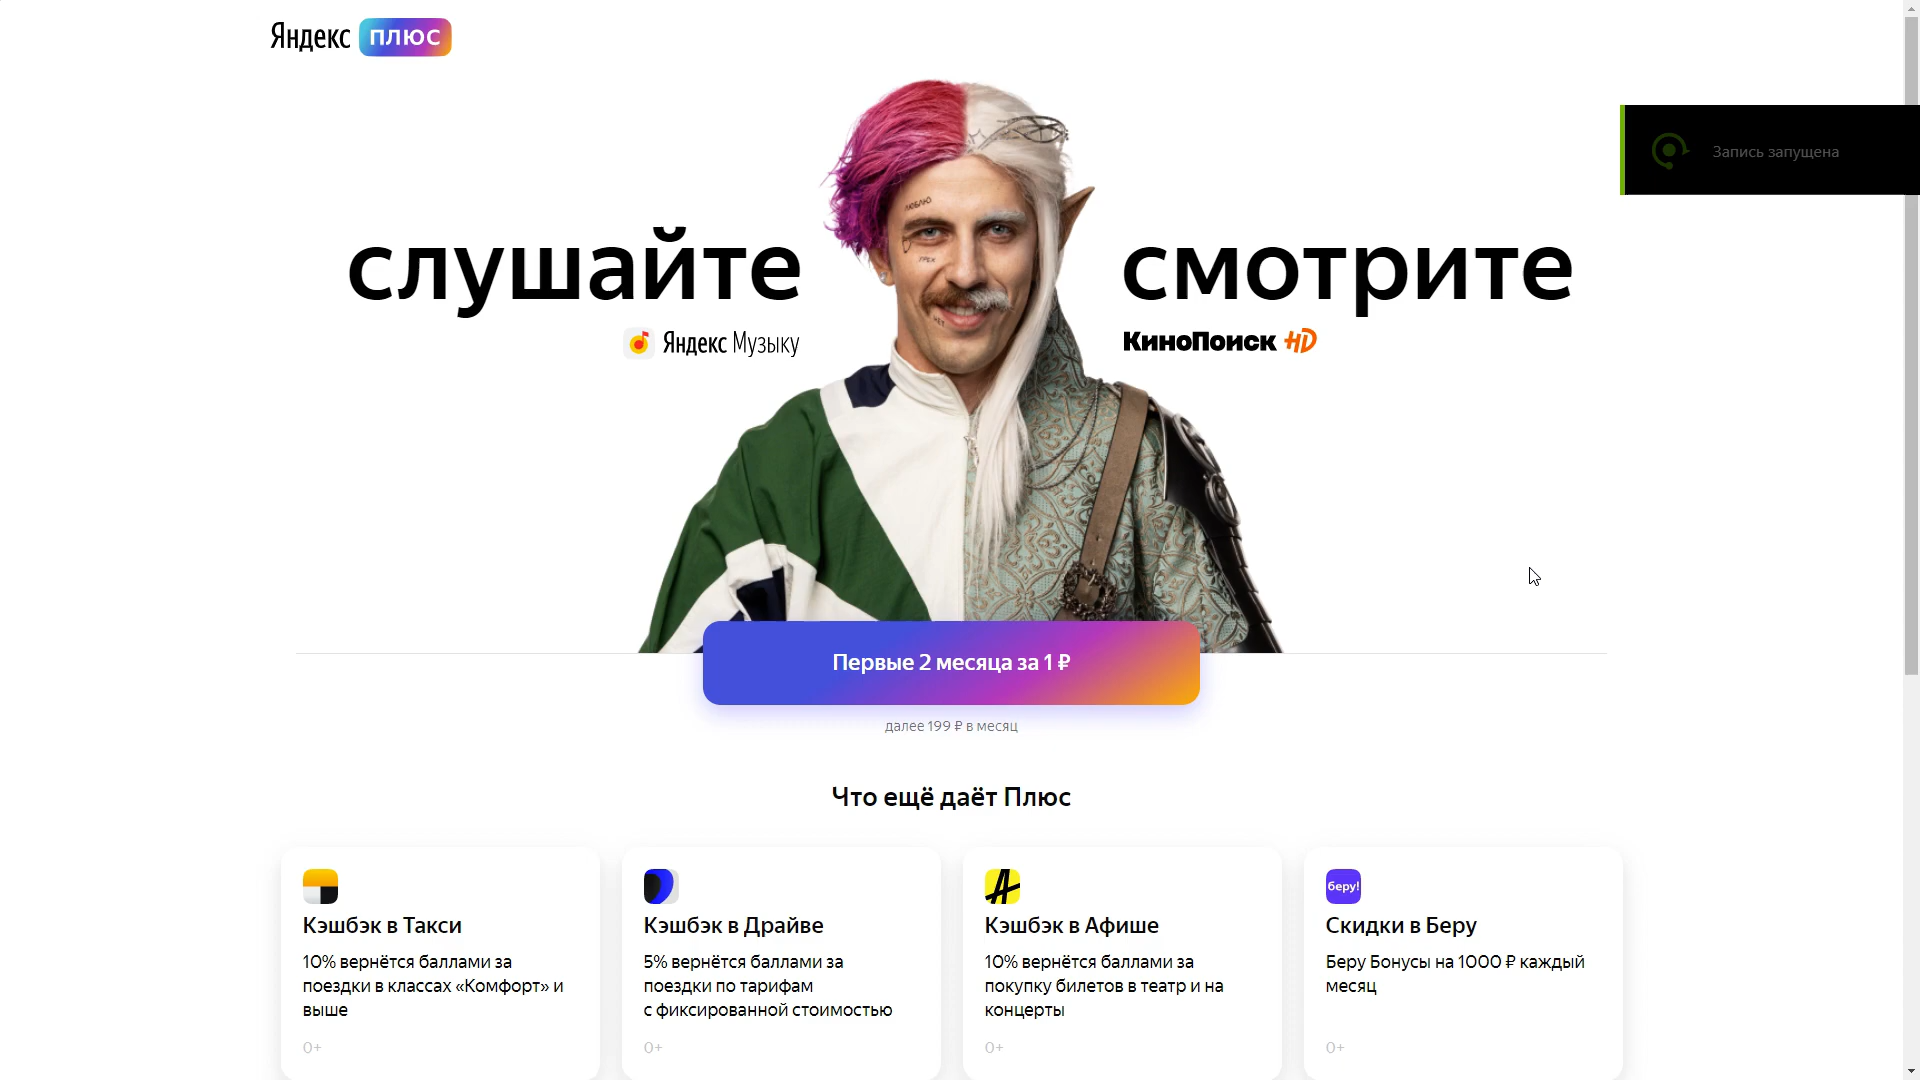 Яндекс плюс
Запись запущена
слушайте
смотрите
Яндекс Музыку
КиноПоиск HD
ЛЮБЛЮ
Первые 2 месяца за 1 ₽
далее 199 ₽ в месяц
Что ещё даёт Плюс
Кэшбэк в Такси
10% вернётся баллами за
поездки в классах «Комфорт» и
выше
0+
Кэшбэк в Драйве
5% вернётся баллами за
поездки по тарифам
с фиксированной стоимостью
0+
Кэшбэк в Афише
10% вернётся баллами за
покупку билетов в театр и на
концерты
0+
беру!
Скидки в Беру
Беру Бонусы на 1000 ₽ каждый
месяц
0+